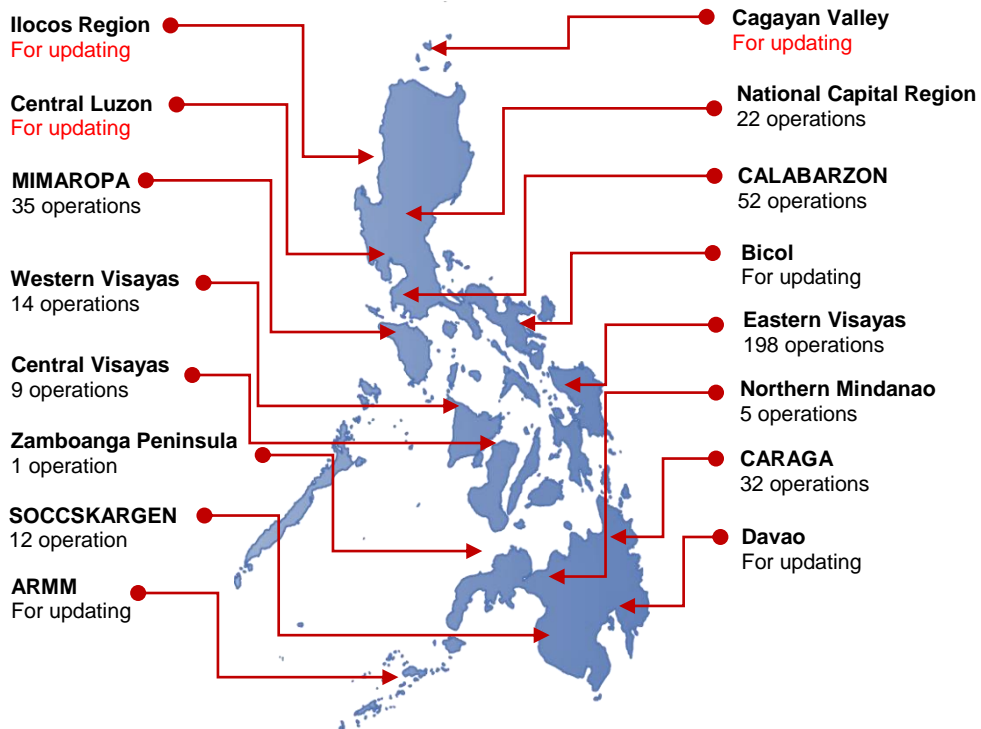 Ilocos Region
For updating
Central Luzon
For updating
MIMAROPA
35 operations
Western Visayas
14 operations
Central Visayas
9 operations
Zamboanga Peninsula
1 operation
SOCCSKARGEN
12 operation
ARMM
For updating
Cagayan Valley
For updating
National Capital Region
22 operations
CALABARZON
52 operations
Bicol
For updating
Eastern Visayas
198 operations
Northern Mindanao
5 operations
CARAGA
32 operations
Davao
For updating